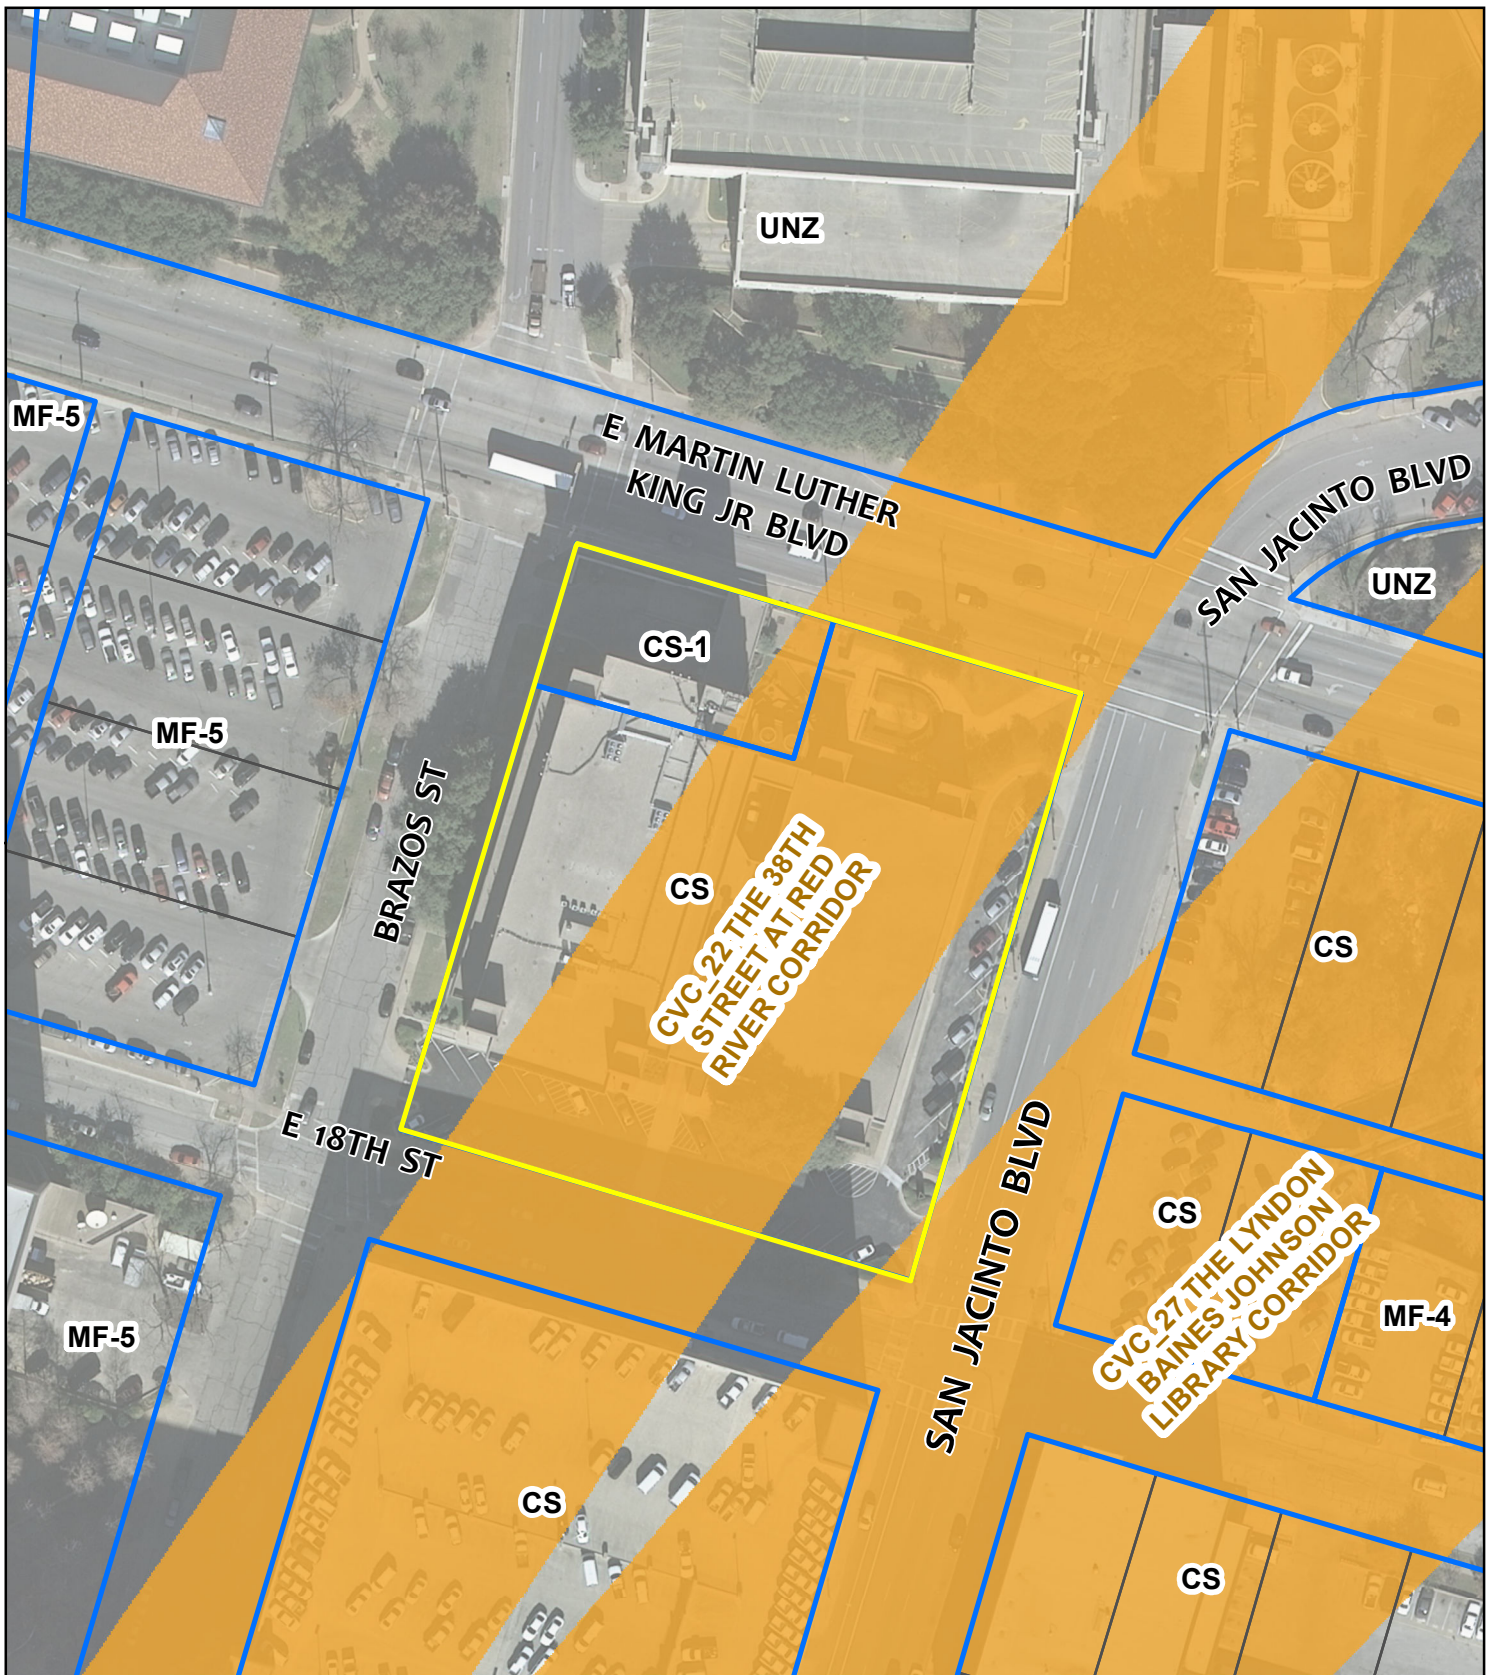 UNZ
MF-5
E MARTIN LUTHER
KING JR BLVD
SAN JACINTO BLVD
UNZ
CS-1
MF-5
BRAZOS ST
CS
CVC_22 THE 38TH
STREET AT RED
RIVER CORRIDOR
CS
E 18TH ST
SAN JACINTO BLVD
CS
CVC_27 THE LYNDON
BAINES JOHNSON
LIBRARY CORRIDOR
MF-4
MF-5
CS
CS